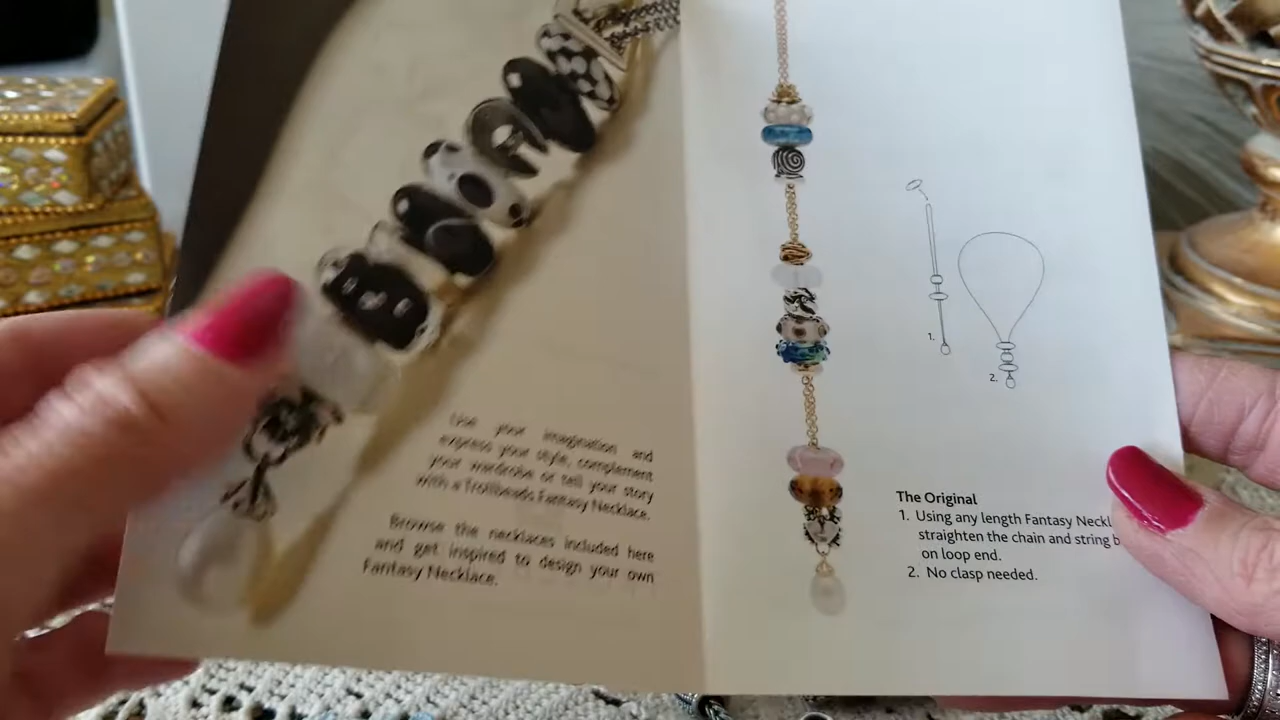 Use your imagination and
express your style, complement
your wardrobe or tell your story
with a Trollbeads Fantasy Necklace.
Browse the necklaces included here
and get inspired to design your own
Fantasy Necklace.
1.
2.
The Original
1. Using any length Fantasy Neckl
straighten the chain and string b
on loop end.
2. No clasp needed.